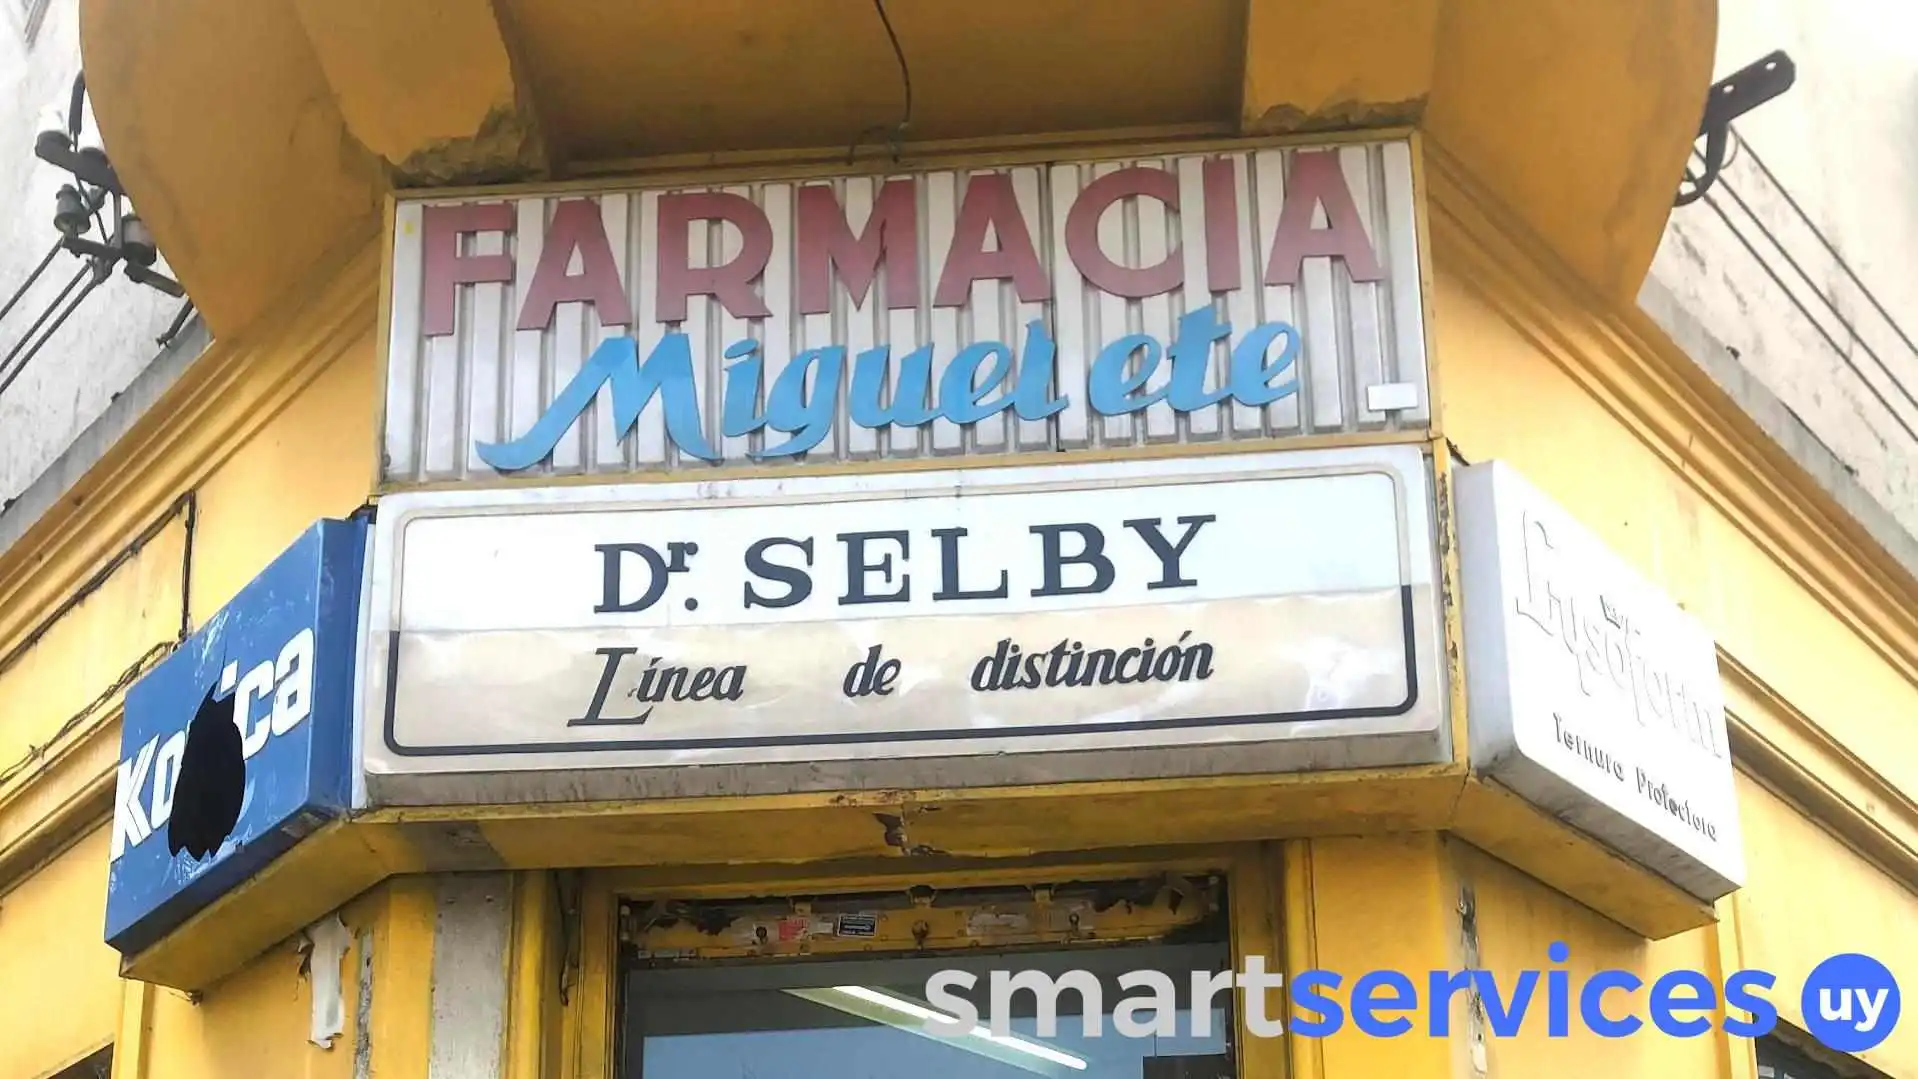 FARMACIA
Miguelete
Dr. SELBY
Línea de distinción
Lysoform
Ternura Protectora
smartservices uy